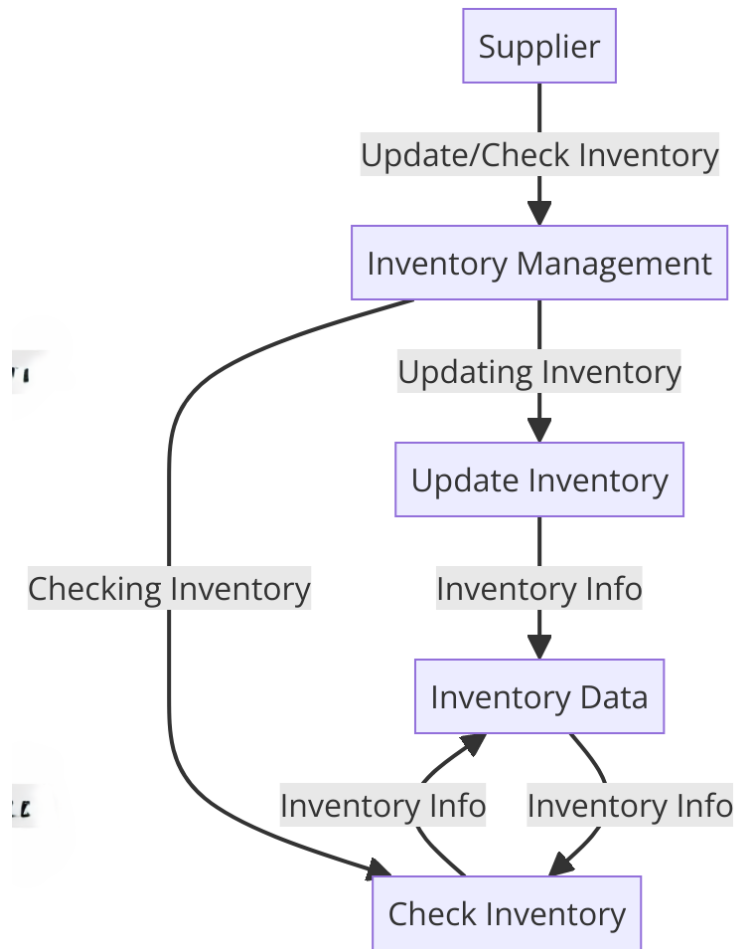 Supplier
Update/Check Inventory
Inventory Management
Updating Inventory
Update Inventory
Checking Inventory
Inventory Info
Inventory Data
Inventory Info
Inventory Info
Check Inventory